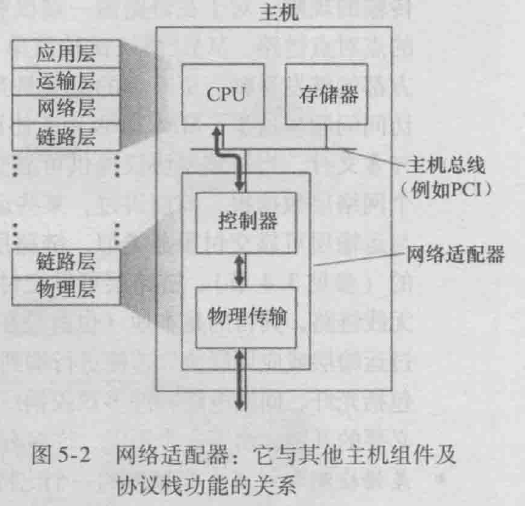 主机
应用层
运输层
网络层
链路层
CPU
存储器
主机总线
（例如PCI）
控制器
网络适配器
链路层
物理层
物理传输
图 5-2 网络适配器：它与其他主机组件及
协议栈功能的关系